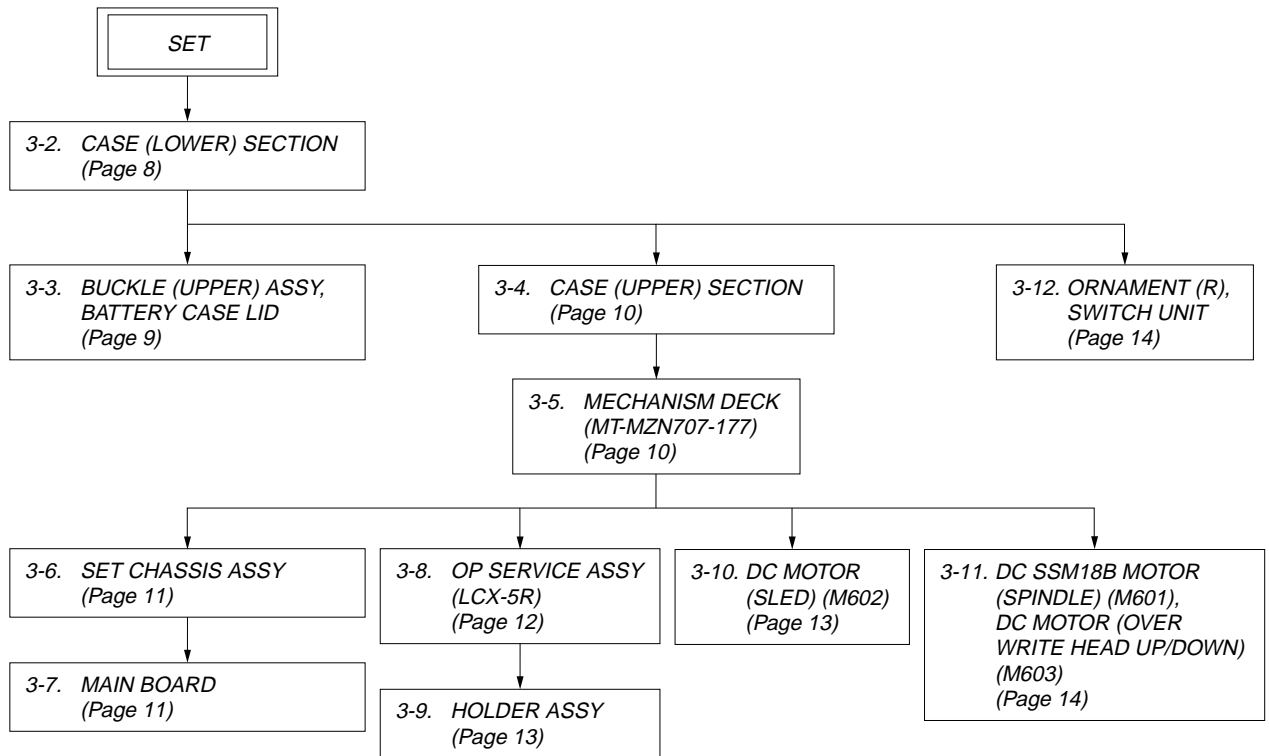 SET
3-2. CASE (LOWER) SECTION
(Page 8)
3-3. BUCKLE (UPPER) ASSY,
BATTERY CASE LID
(Page 9)
3-4. CASE (UPPER) SECTION
(Page 10)
3-12. ORNAMENT (R),
SWITCH UNIT
(Page 14)
3-5. MECHANISM DECK
(MT-MZN707-177)
(Page 10)
3-6. SET CHASSIS ASSY
(Page 11)
3-8. OP SERVICE ASSY
(LCX-5R)
(Page 12)
3-10. DC MOTOR
(SLED) (M602)
(Page 13)
3-11. DC SSM18B MOTOR
(SPINDLE) (M601),
DC MOTOR (OVER
WRITE HEAD UP/DOWN)
(M603)
(Page 14)
3-7. MAIN BOARD
(Page 11)
3-9. HOLDER ASSY
(Page 13)